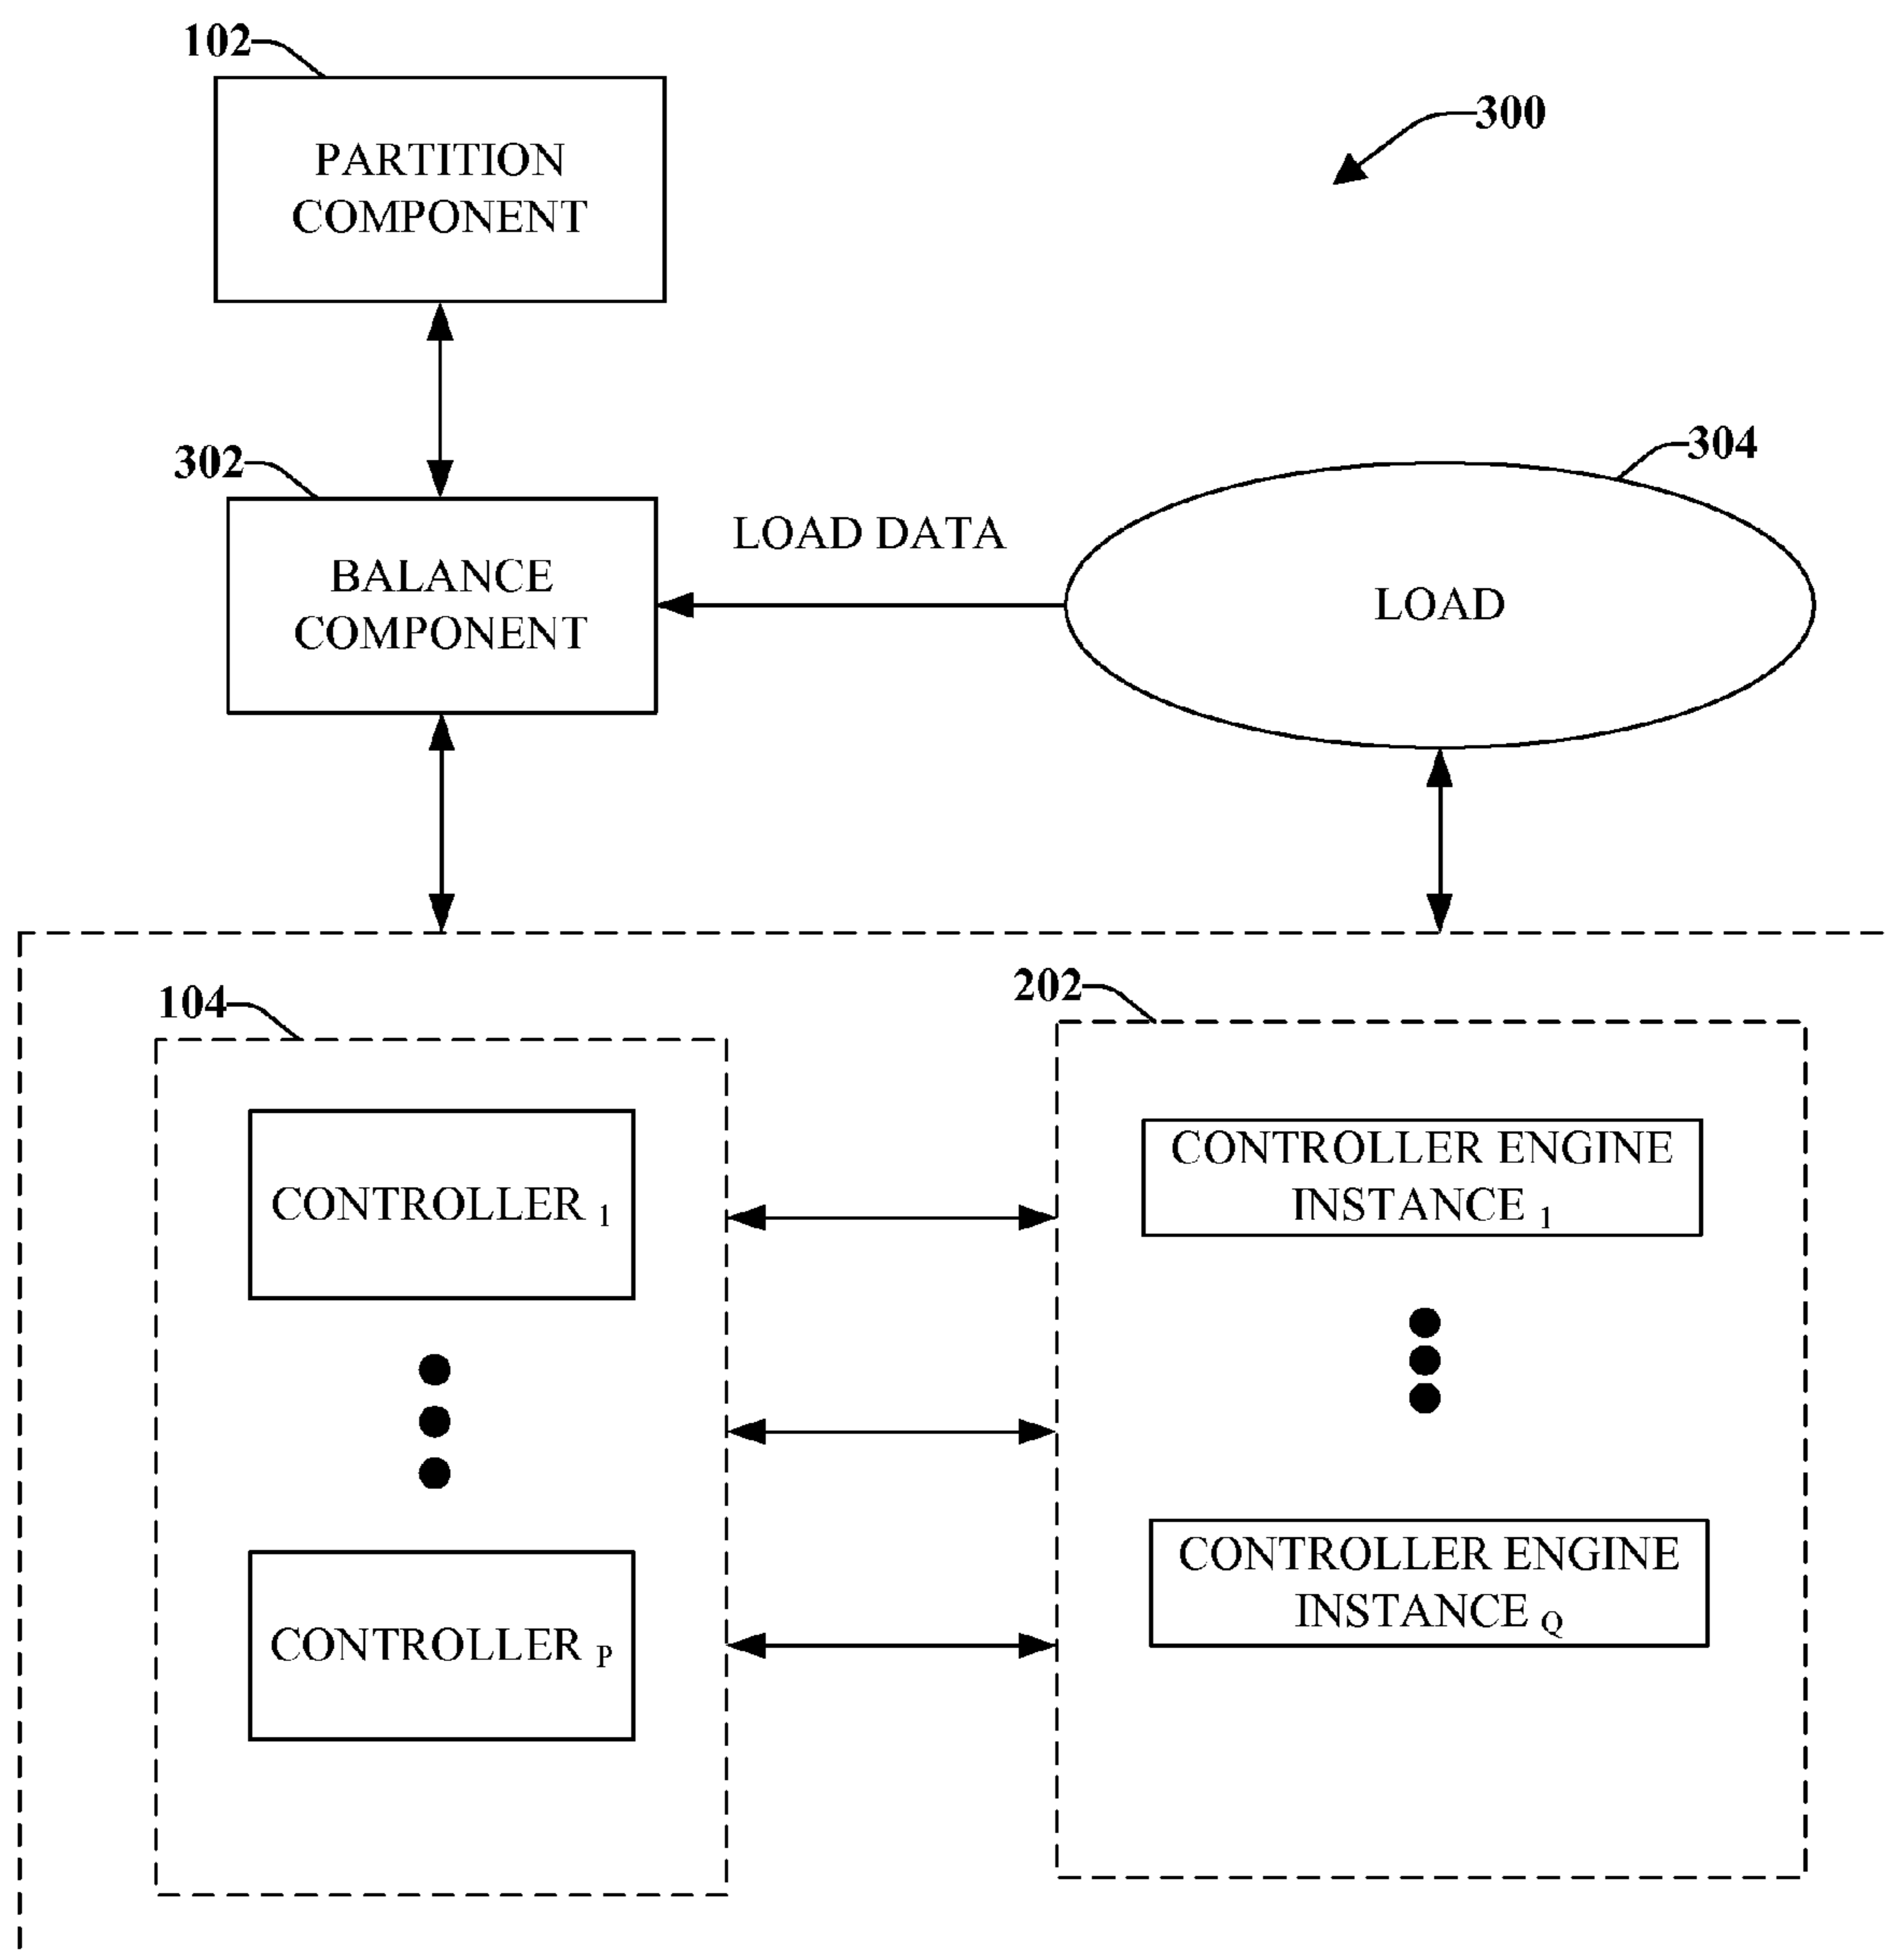 102
PARTITION
COMPONENT
300
302
BALANCE
COMPONENT
LOAD DATA
304
LOAD
104
202
CONTROLLER 1
CONTROLLER ENGINE
INSTANCE 1
CONTROLLER P
CONTROLLER ENGINE
INSTANCE Q